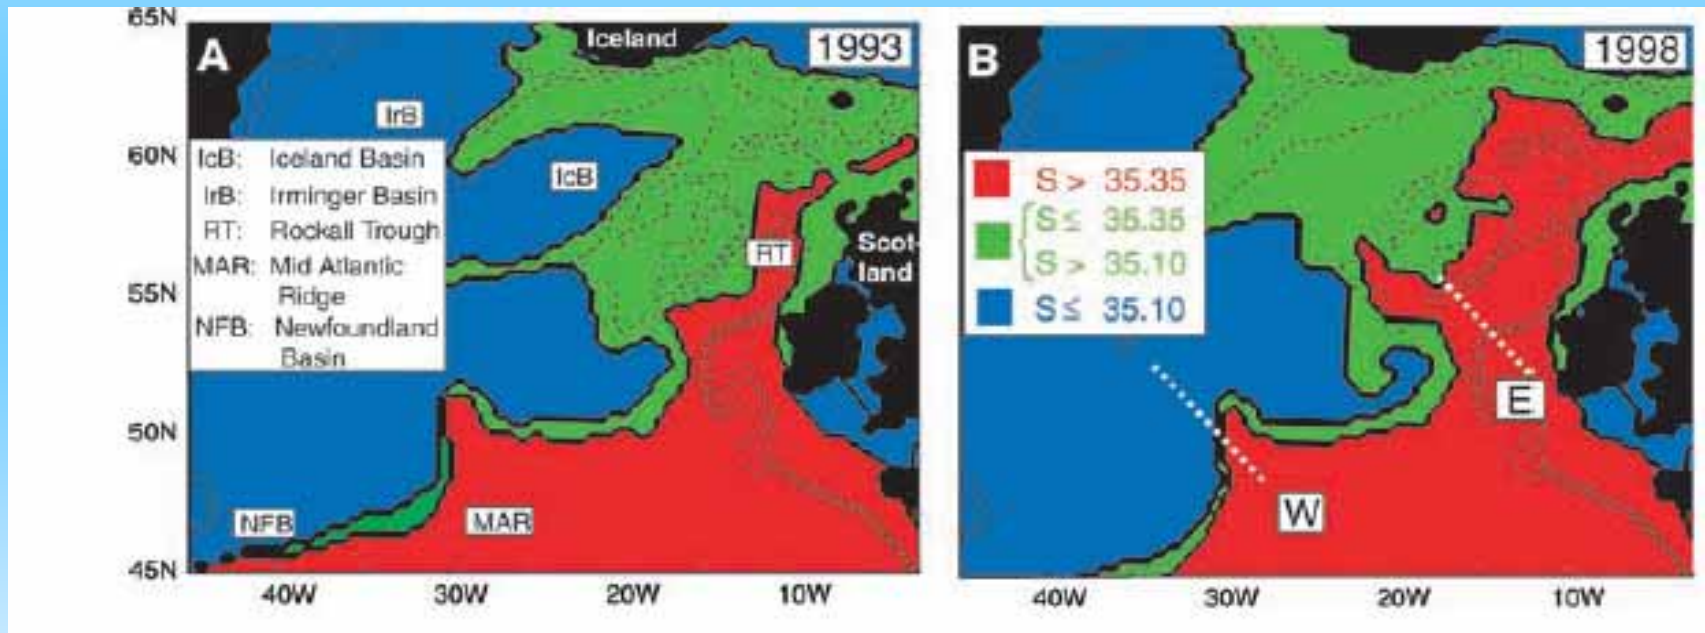 65N
60N
55N
50N
45N
A
Iceland
1993
IrB
IcB: Iceland Basin
IrB: Irminger Basin
RT: Rockall Trough
MAR: Mid Atlantic
Ridge
NFB: Newfoundland
Basin
IcB
RT
Scot-
land
NFB
MAR
40W 30W 20W 10W
B
1998
S > 35.35
S ≤ 35.35
S > 35.10
S ≤ 35.10
E
W
40W 30W 20W 10W